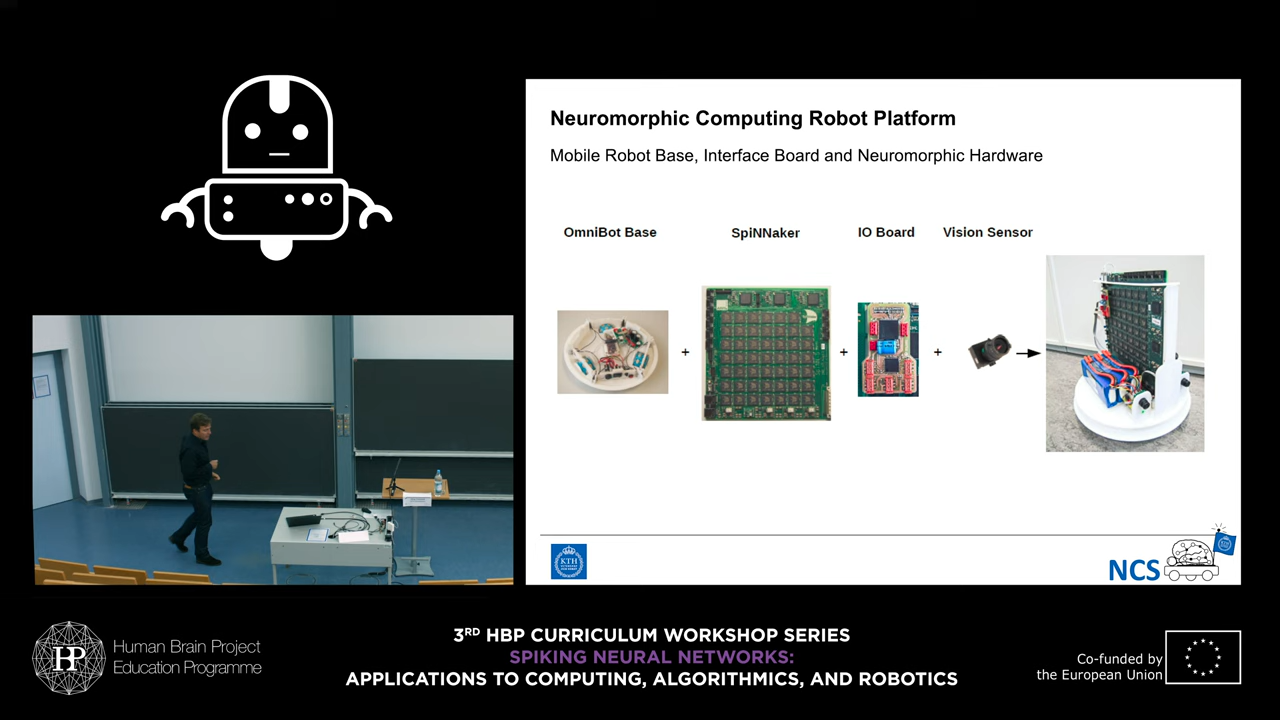 Neuromorphic Computing Robot Platform
Mobile Robot Base, Interface Board and Neuromorphic Hardware
OmniBot Base
SpiNNaker
IO Board
Vision Sensor
KTH
NCS
HP
Human Brain Project
Education Programme
3RD HBP CURRICULUM WORKSHOP SERIES
SPIKING NEURAL NETWORKS:
APPLICATIONS TO COMPUTING, ALGORITHMICS, AND ROBOTICS
Co-funded by
the European Union